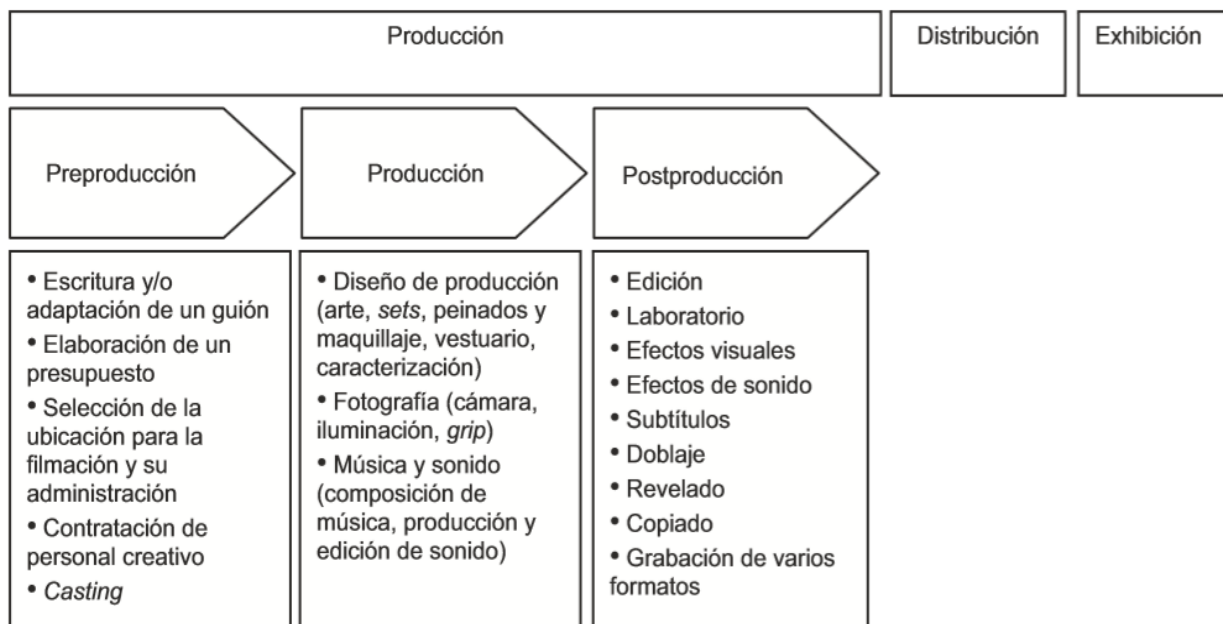 Producción
Distribución
Exhibición
Preproducción
Producción
Postproducción
• Escritura y/o
adaptación de un guión
• Elaboración de un
presupuesto
• Selección de la
ubicación para la
filmación y su
administración
• Contratación de
personal creativo
• Casting
• Diseño de producción
(arte, sets, peinados y
maquillaje, vestuario,
caracterización)
• Fotografía (cámara,
iluminación, grip)
• Música y sonido
(composición de
música, producción y
edición de sonido)
• Edición
• Laboratorio
• Efectos visuales
• Efectos de sonido
• Subtítulos
• Doblaje
• Revelado
• Copiado
• Grabación de varios
formatos